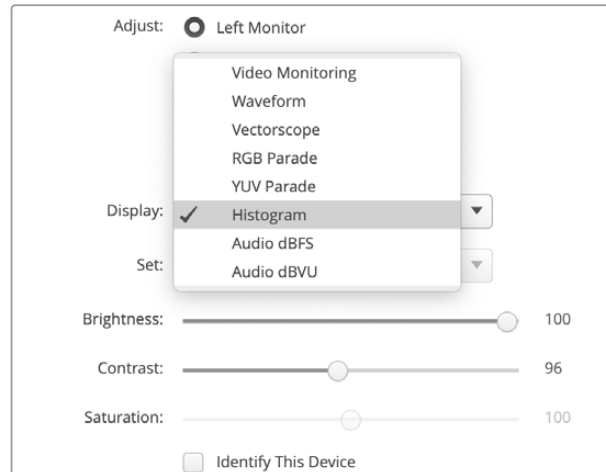 Adjust: Left Monitor
Video Monitoring
Waveform
Vectorscope
RGB Parade
YUV Parade
Display: Histogram
Audio dBFS
Set: Audio dBVU
Brightness: 100
Contrast: 96
Saturation: 100
Identify This Device